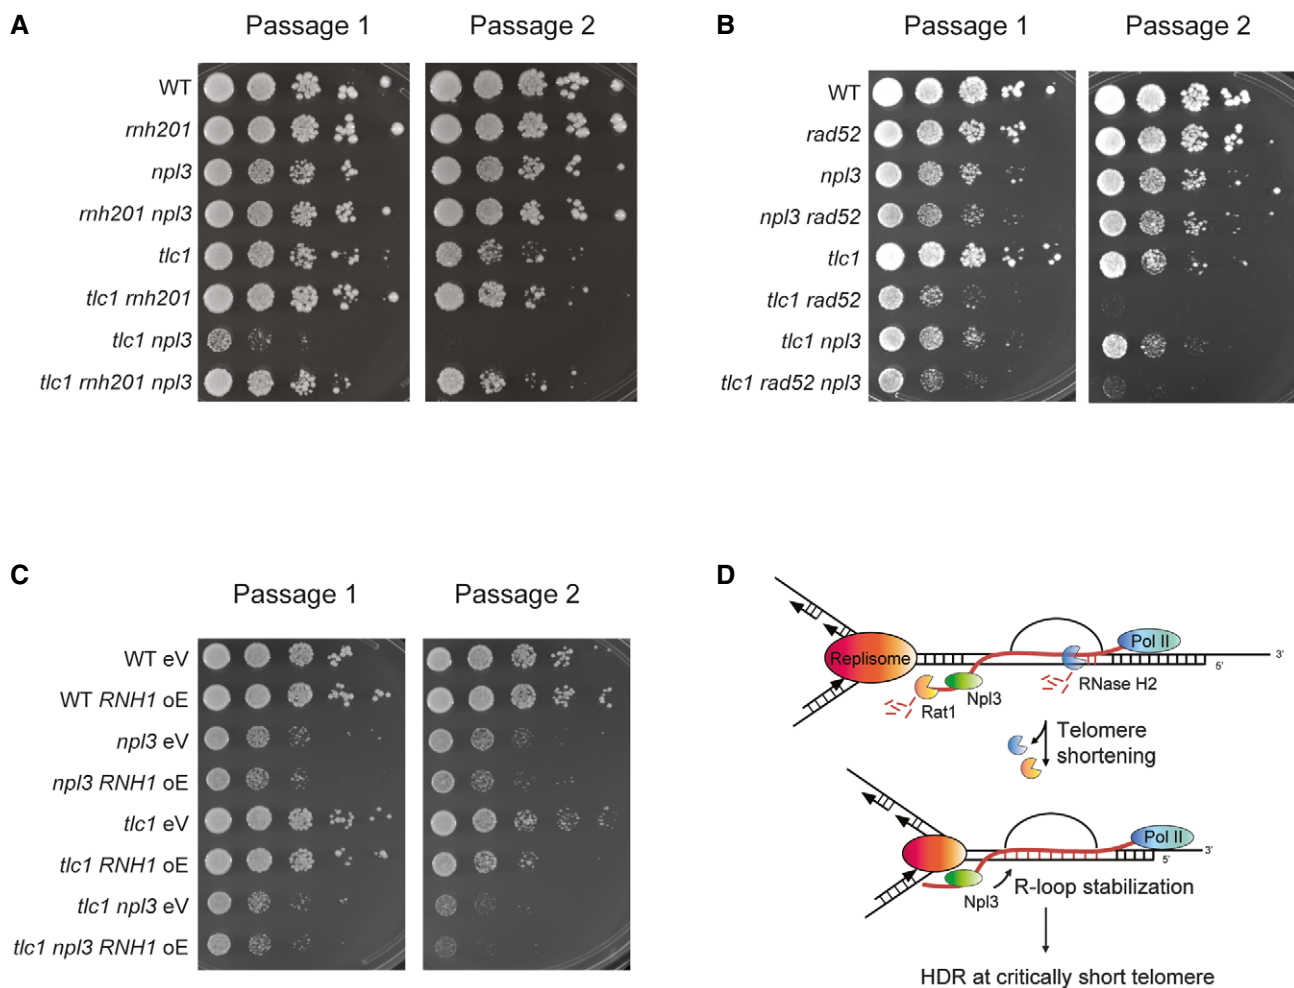 A
Passage 1
Passage 2
WT
rnh201
npl3
rnh201 npl3
tlc1
tlc1 rnh201
tlc1 npl3
tlc1 rnh201 npl3
B
Passage 1
Passage 2
WT
rad52
npl3
npl3 rad52
tlc1
tlc1 rad52
tlc1 npl3
tlc1 rad52 npl3
C
Passage 1
Passage 2
WT eV
WT RNH1 oE
npl3 eV
npl3 RNH1 oE
tlc1 eV
tlc1 RNH1 oE
tlc1 npl3 eV
tlc1 npl3 RNH1 oE
D
Replisome
Pol II
3'
5'
RNase H2
Npl3
Rat1
Telomere
shortening
Pol II
3'
5'
Npl3
R-loop stabilization
HDR at critically short telomere